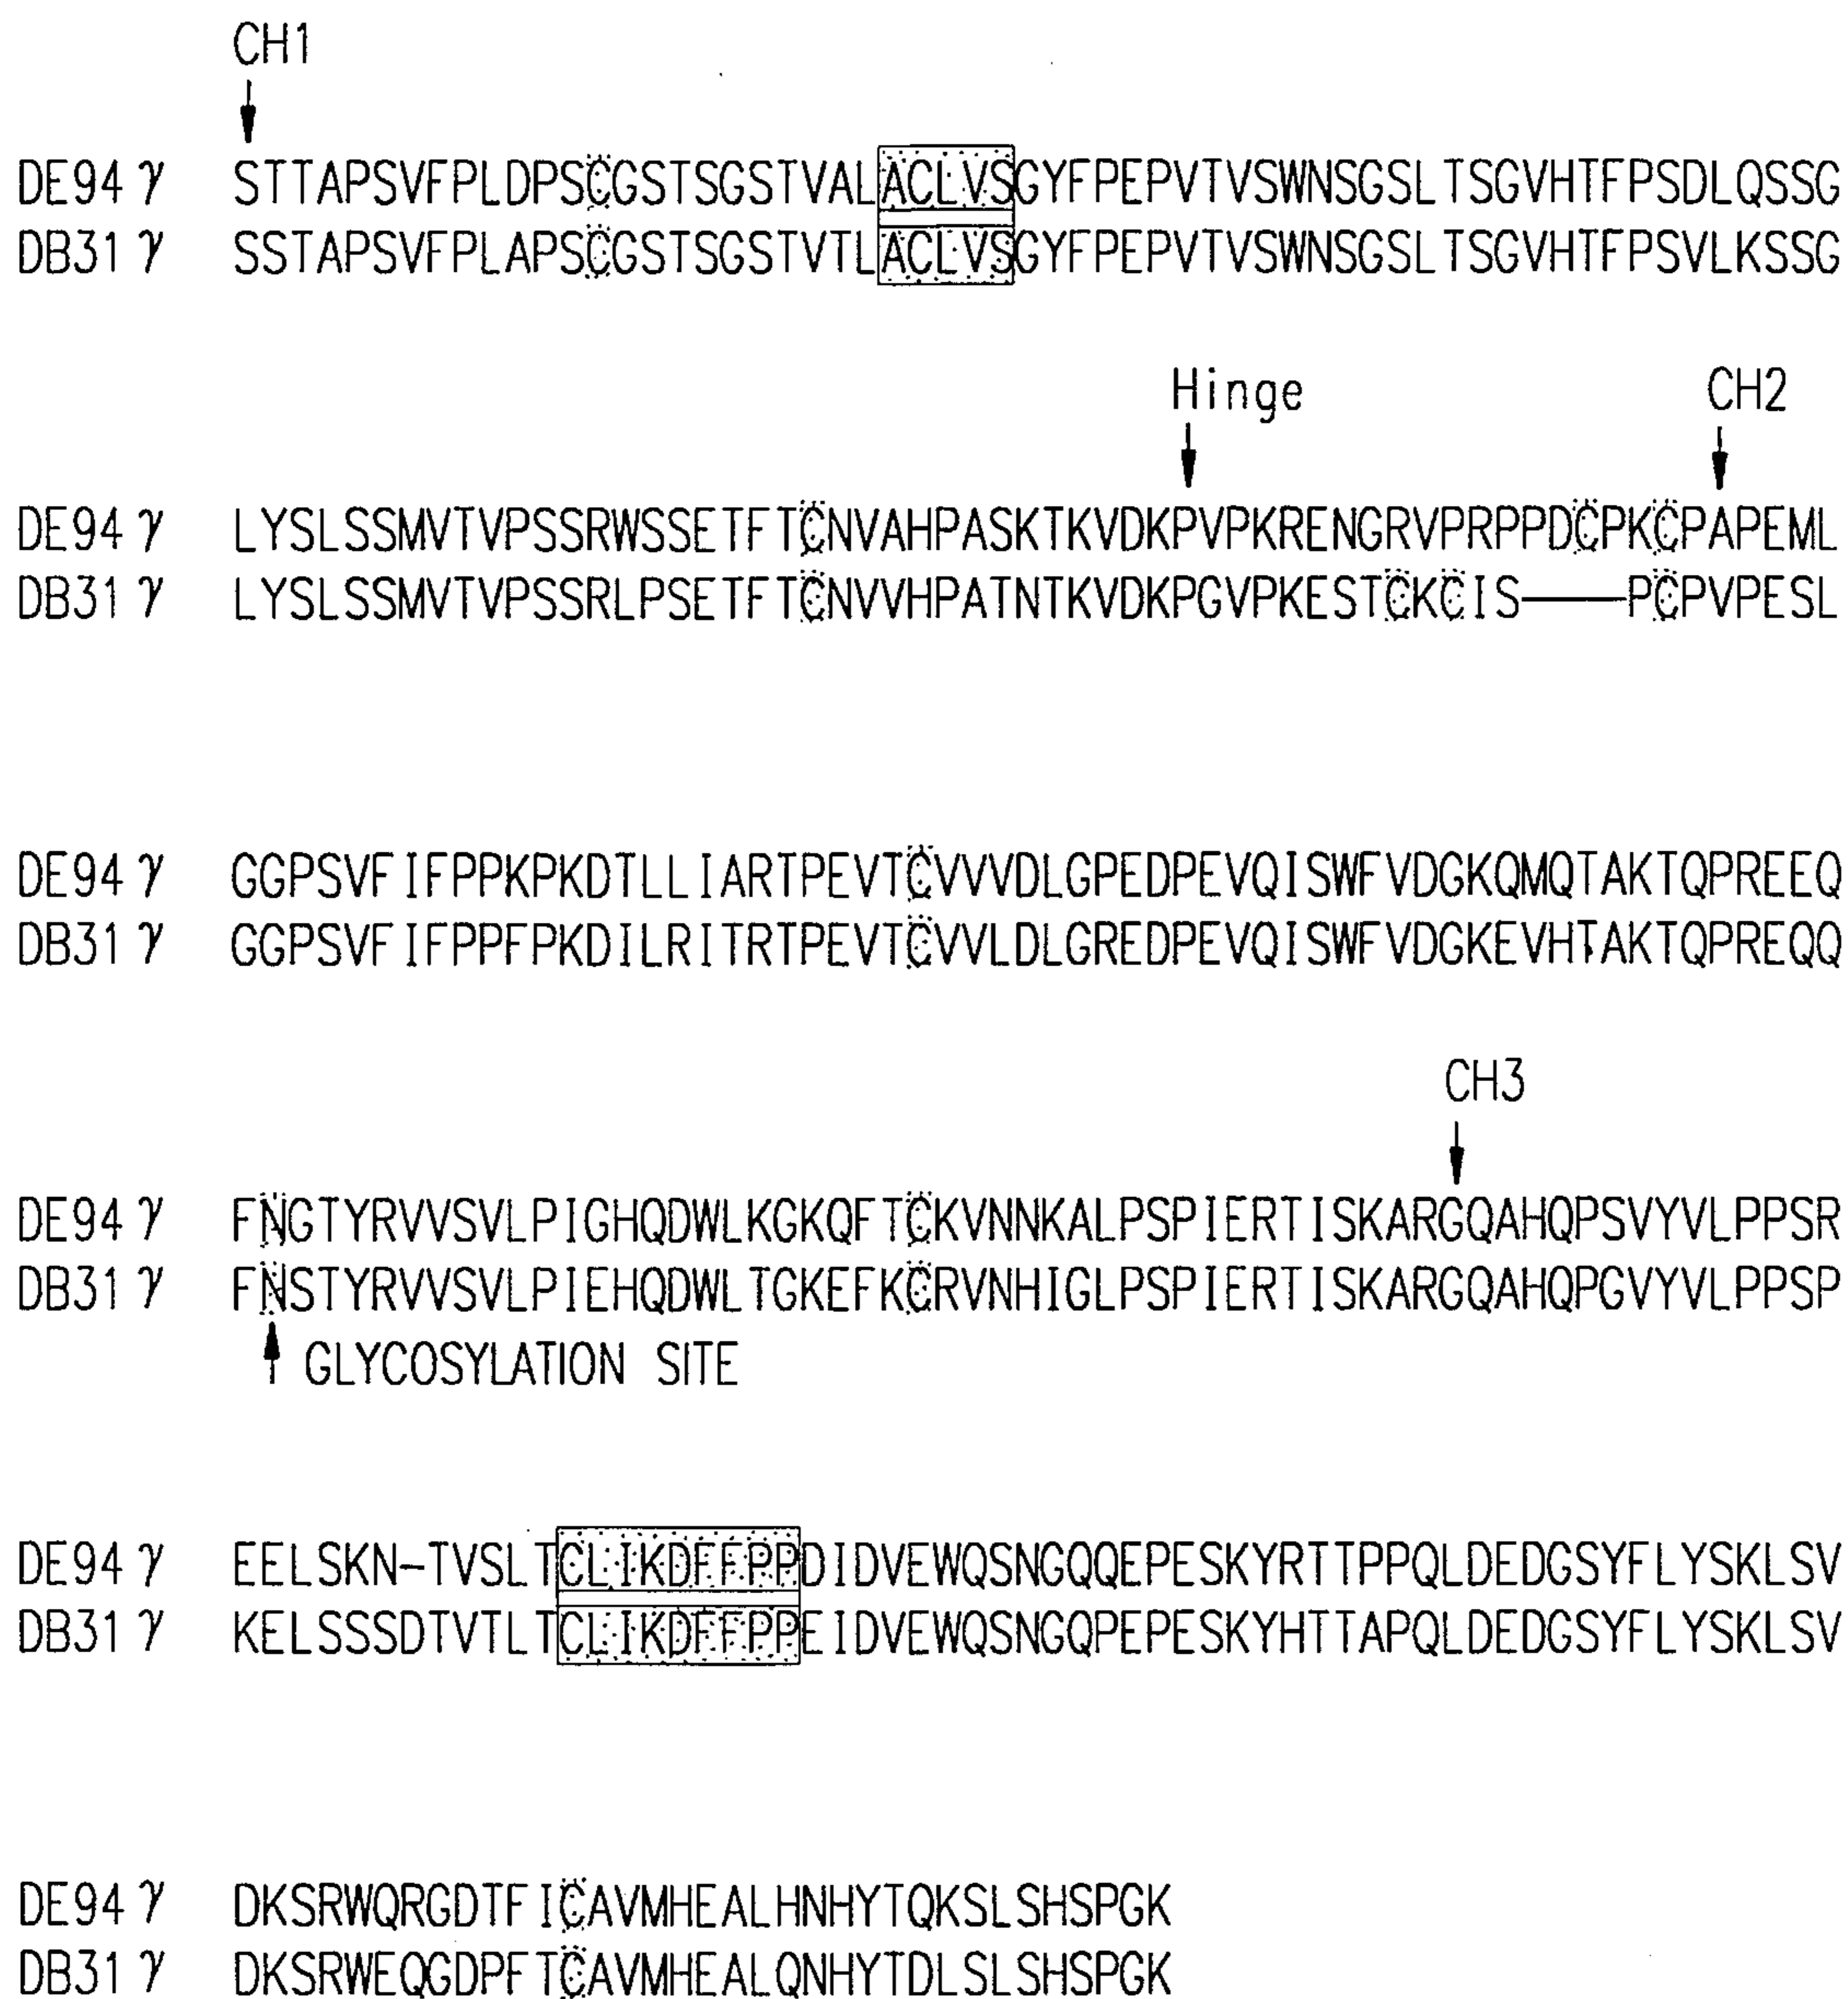 CH1
DE94 γ STTAPSVFPLDPSCGSTSGSTVALACLVSGYFPEPVTVSWNSGSLTSGVHTFPSDLQSSG
DB31 γ SSTAPSVFPLAPSCGSTSGSTVTLACLVSGYFPEPVTVSWNSGSLTSGVHTFPSVLKSSG
Hinge CH2
DE94 γ LYSLSSMVTVPSSRWSSETFTCNVAHPASKTKVDKPVPKRENGRVPRPPDCPKCPAPEML
DB31 γ LYSLSSMVTVPSSRLPSETFTCNVVHPATNTKVDKPGVPKESTCKCIS————PCPVPESL
DE94 γ GGPSVFIFPPKPKDTLLIARTPEVTCVVVDLGPEDPEVQISWFVDGKQMQTAKTQPREEQ
DB31 γ GGPSVFIFPPFPKDILRITRTPEVTCVVLDLGREDPEVQISWFVDGKEVHTAKTQPREQQ
CH3
DE94 γ FNGTYRVVSVLPIGHQDWLKGKQFTCKVNNKALPSPIERTISKARGQAHQPSVYVLPPSR
DB31 γ FNSTYRVVSVLPIEHQDWLTGKEFKCRVNHIGLPSPIERTISKARGQAHQPGVYVLPPSP
GLYCOSYLATION SITE
DE94 γ EELSKN-TVSLTCLIKDFFPPDIDVEWQSNGQQEPESKYRTTPPQLDEDGSYFLYSKLSV
DB31 γ KELSSSDTVTLTCLIKDFFPPEIDVEWQSNGQPEPESKYHTTAPQLDEDGSYFLYSKLSV
DE94 γ DKSRWQRGDTFICAVMHEALHNHYTQKSLSHSPGK
DB31 γ DKSRWEQGDPFTCAVMHEALQNHYTDLSLSHSPGK